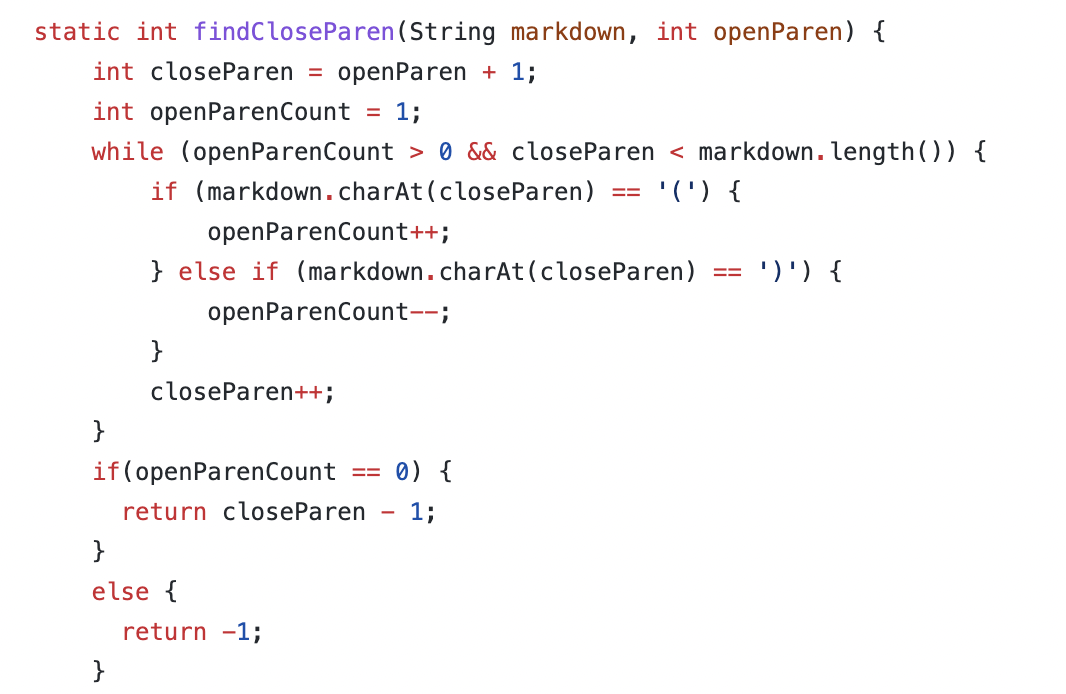 static int findCloseParen(String markdown, int openParen) {
    int closeParen = openParen + 1;
    int openParenCount = 1;
    while (openParenCount > 0 && closeParen < markdown.length()) {
        if (markdown.charAt(closeParen) == '(') {
            openParenCount++;
        } else if (markdown.charAt(closeParen) == ')') {
            openParenCount--;
        }
        closeParen++;
    }
    if(openParenCount == 0) {
      return closeParen - 1;
    }
    else {
      return -1;
    }